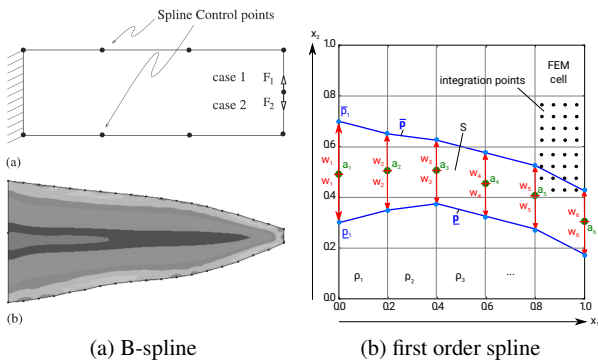 Spline Control points
case 1 F₁
case 2 F₂
(a)
(b)
(a) B-spline
x₂
1.0
0.8
0.6
0.4
0.2
0.0
FEM
cell
integration points
p̅₁
p̅
S
w₁ a₁
w₁
w₂ a₂
w₂
w₃ a₃
w₃
w₄ a₄
w₄
w₅ a₅
w₅
w₆ a₆
w₆
p̲₁
p̲
ρ₁ ρ₂ ρ₃ ...
0.0 0.2 0.4 0.6 0.8 1.0
x₁
(b) first order spline